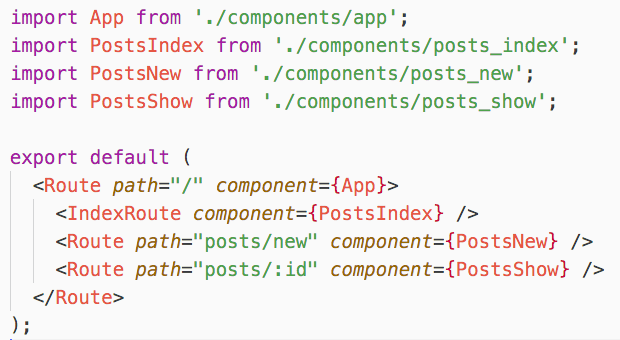 import App from './components/app';
import PostsIndex from './components/posts_index';
import PostsNew from './components/posts_new';
import PostsShow from './components/posts_show';

export default (
  <Route path="/" component={App}>
    <IndexRoute component={PostsIndex} />
    <Route path="posts/new" component={PostsNew} />
    <Route path="posts/:id" component={PostsShow} />
  </Route>
);